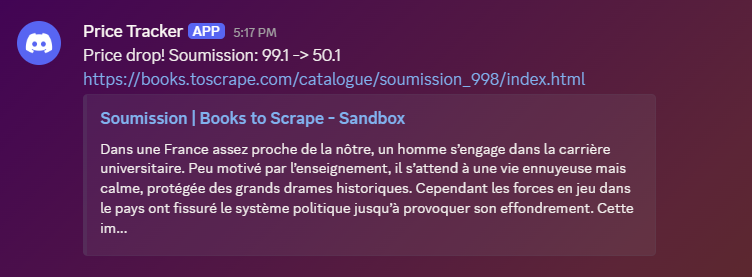 Price Tracker APP 5:17 PM
Price drop! Soumission: 99.1 -> 50.1
https://books.toscrape.com/catalogue/soumission_998/index.html
Soumission | Books to Scrape - Sandbox
Dans une France assez proche de la nôtre, un homme s’engage dans la carrière
universitaire. Peu motivé par l’enseignement, il s’attend à une vie ennuyeuse mais
calme, protégée des grands drames historiques. Cependant les forces en jeu dans
le pays ont fissuré le système politique jusqu’à provoquer son effondrement. Cette
im...